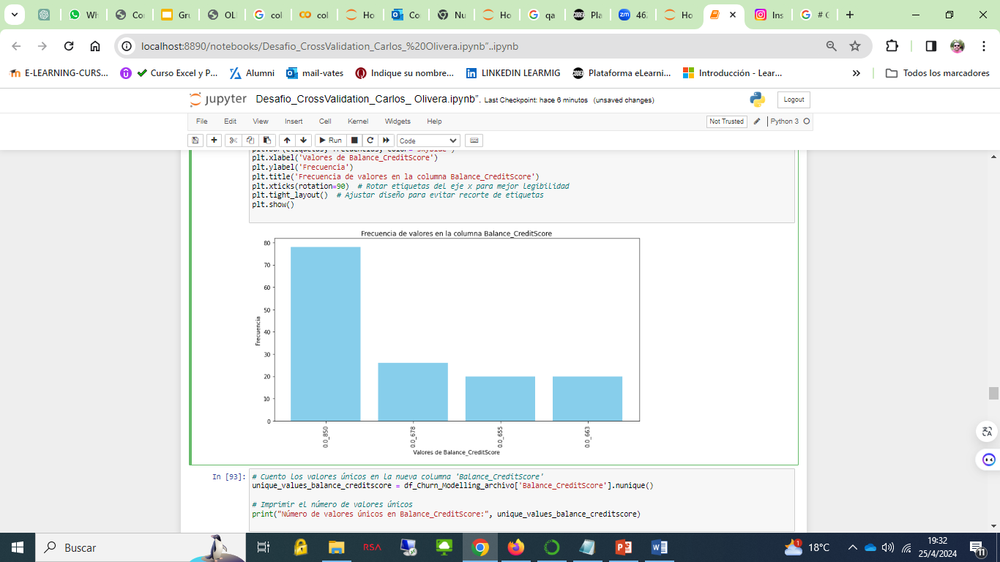 Wh
Co
Gru
OLI
col
col
Ho
Co
Nu
Ho
qa
Pla
46
Ho
Ins
# C
localhost:8890/notebooks/Desafio_CrossValidation_Carlos_%20Olivera.ipynb”..ipynb
E-LEARNING-CURS...
Curso Excel y P...
Alumni
mail-vates
Indique su nombre...
LINKEDIN LEARMIG
Plataforma eLearni...
Introducción - Lear...
Todos los marcadores
jupyter Desafio_CrossValidation_Carlos_ Olivera.ipynb”. Last Checkpoint: hace 6 minutos (unsaved changes)
Logout
File Edit View Insert Cell Kernel Widgets Help
Not Trusted
Python 3
Run
Code
plt.bar(etiquetas, frecuencias, color='skyblue')
plt.xlabel('Valores de Balance_CreditScore')
plt.ylabel('Frecuencia')
plt.title('Frecuencia de valores en la columna Balance_CreditScore')
plt.xticks(rotation=90)  # Rotar etiquetas del eje x para mejor legibilidad
plt.tight_layout()  # Ajustar diseño para evitar recorte de etiquetas
plt.show()
Frecuencia de valores en la columna Balance_CreditScore
80
70
60
50
40
30
20
10
0
Frecuencia
0.0_850
0.0_678
0.0_655
0.0_663
Valores de Balance_CreditScore
In [93]:
# Cuento los valores únicos en la nueva columna 'Balance_CreditScore'
unique_values_balance_creditscore = df_Churn_Modelling_archivo['Balance_CreditScore'].nunique()
# Imprimir el número de valores únicos
print("Número de valores únicos en Balance_CreditScore:", unique_values_balance_creditscore)
Buscar
RSA
1
18°C
19:32
25/4/2024
11